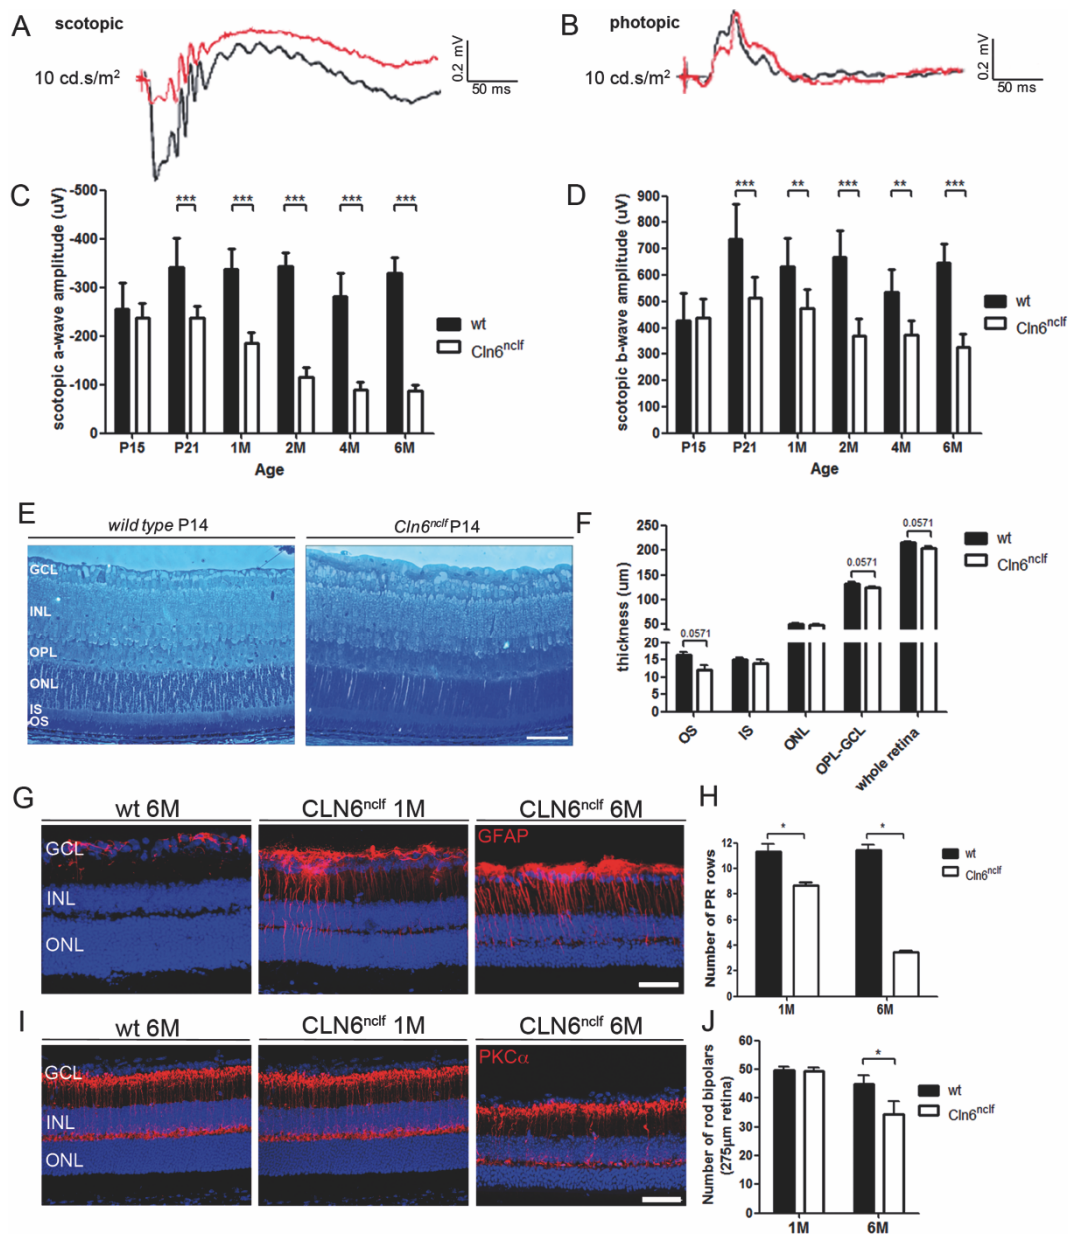 A scotopic
10 cd.s/m²
0.2 mV
50 ms
B photopic
10 cd.s/m²
0.2 mV
50 ms
C
scotopic a-wave amplitude (uV)
-500
-400
-300
-200
-100
0
*** *** *** *** ***
P15 P21 1M 2M 4M 6M
Age
wt
Cln6ⁿᶜˡᶠ
D
scotopic b-wave amplitude (uV)
900
800
700
600
500
400
300
200
100
0
*** ** *** ** ***
P15 P21 1M 2M 4M 6M
Age
wt
Cln6ⁿᶜˡᶠ
E
wild type P14
Cln6ⁿᶜˡᶠ P14
GCL
INL
OPL
ONL
IS
OS
F
thickness (um)
250
200
150
100
50
20
15
10
5
0
0.0571
0.0571
0.0571
OS
IS
ONL
OPL-GCL
whole retina
wt
Cln6ⁿᶜˡᶠ
G
wt 6M
CLN6ⁿᶜˡᶠ 1M
CLN6ⁿᶜˡᶠ 6M
GCL
INL
ONL
GFAP
H
Number of PR rows
12
10
8
6
4
2
0
* *
1M 6M
wt
Cln6ⁿᶜˡᶠ
I
wt 6M
CLN6ⁿᶜˡᶠ 1M
CLN6ⁿᶜˡᶠ 6M
GCL
INL
ONL
PKCα
J
Number of rod bipolars
(275µm retina)
60
50
40
30
20
10
0
*
1M 6M
wt
Cln6ⁿᶜˡᶠ